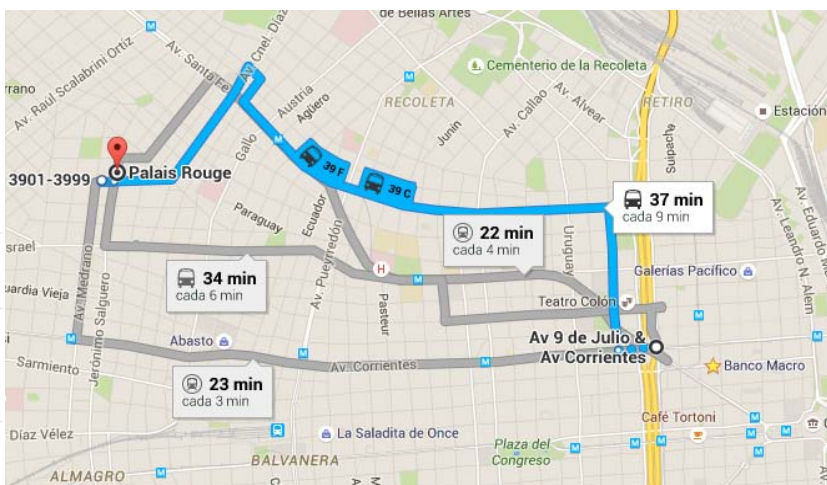 de Bellas Artes
Av. Cnel. Díaz
Av. Santa Fe
Av. Raúl Scalabrini Ortiz
rrano
Cementerio de la Recoleta
Austria
Agüero
RECOLETA
Av. Callao
Av. Alvear
RETIRO
Estación
Junín
Gallo
Suipacha
39 F
39 C
Palais Rouge
3901-3999
37 min
cada 9 min
Paraguay
Ecuador
22 min
cada 4 min
Uruguay
Av. Eduardo Ma
Av. Leandro N. Alem
srael
34 min
cada 6 min
Av. Pueyrredón
H
Galerías Pacífico
uardia Vieja
Av. Medrano
Jerónimo Salguero
Pasteur
Teatro Colón
Abasto
Av 9 de Julio &
Av Corrientes
Av. Corrientes
Banco Macro
Sarmiento
23 min
cada 3 min
Café Tortoni
Díaz Vélez
La Saladita de Once
Plaza del
Congreso
BALVANERA
ALMAGRO